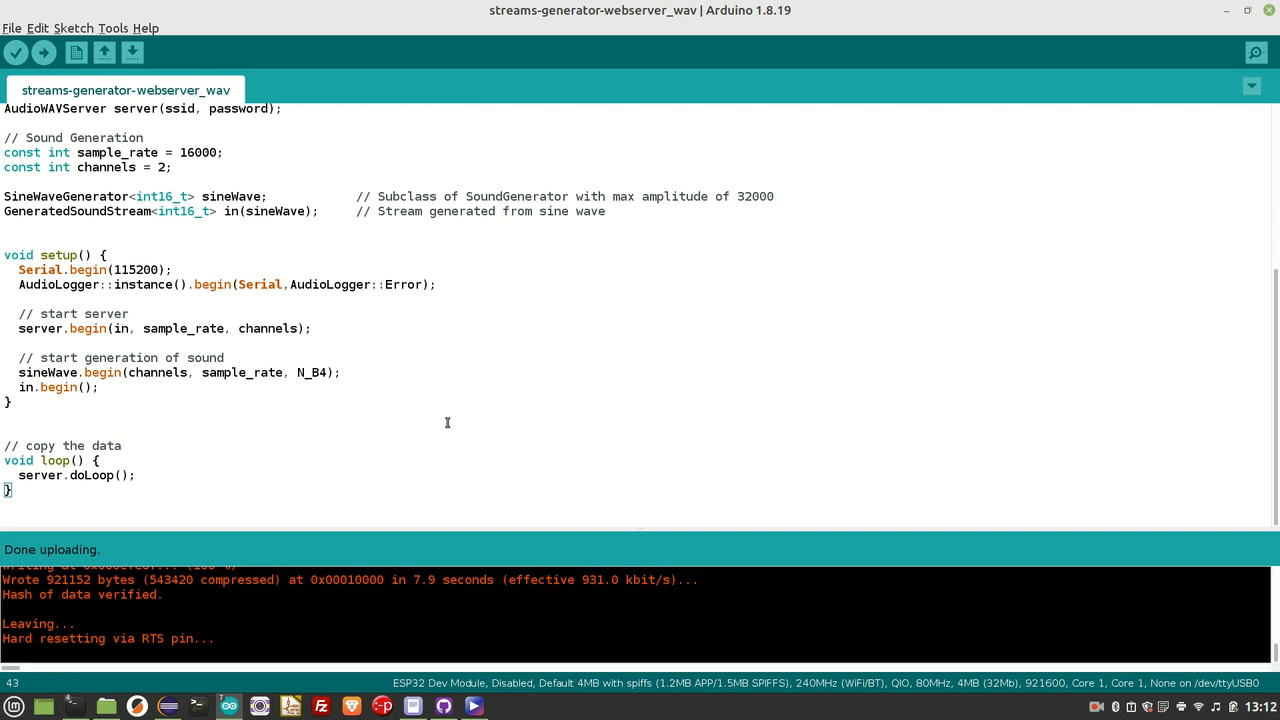 streams-generator-webserver_wav | Arduino 1.8.19
File Edit Sketch Tools Help
streams-generator-webserver_wav
AudioWAVServer server(ssid, password);
// Sound Generation
const int sample_rate = 16000;
const int channels = 2;
SineWaveGenerator<int16_t> sineWave;            // Subclass of SoundGenerator with max amplitude of 32000
GeneratedSoundStream<int16_t> in(sineWave);     // Stream generated from sine wave
void setup() {
  Serial.begin(115200);
  AudioLogger::instance().begin(Serial,AudioLogger::Error);
  // start server
  server.begin(in, sample_rate, channels);
  // start generation of sound
  sineWave.begin(channels, sample_rate, N_B4);
  in.begin();
}
// copy the data
void loop() {
  server.doLoop();
}
Done uploading.
Wrote 921152 bytes (543420 compressed) at 0x00010000 in 7.9 seconds (effective 931.0 kbit/s)...
Hash of data verified.
Leaving...
Hard resetting via RTS pin...
43 ESP32 Dev Module, Disabled, Default 4MB with spiffs (1.2MB APP/1.5MB SPIFFS), 240MHz (WiFi/BT), QIO, 80MHz, 4MB (32Mb), 921600, Core 1, Core 1, None on /dev/ttyUSB0
13:12